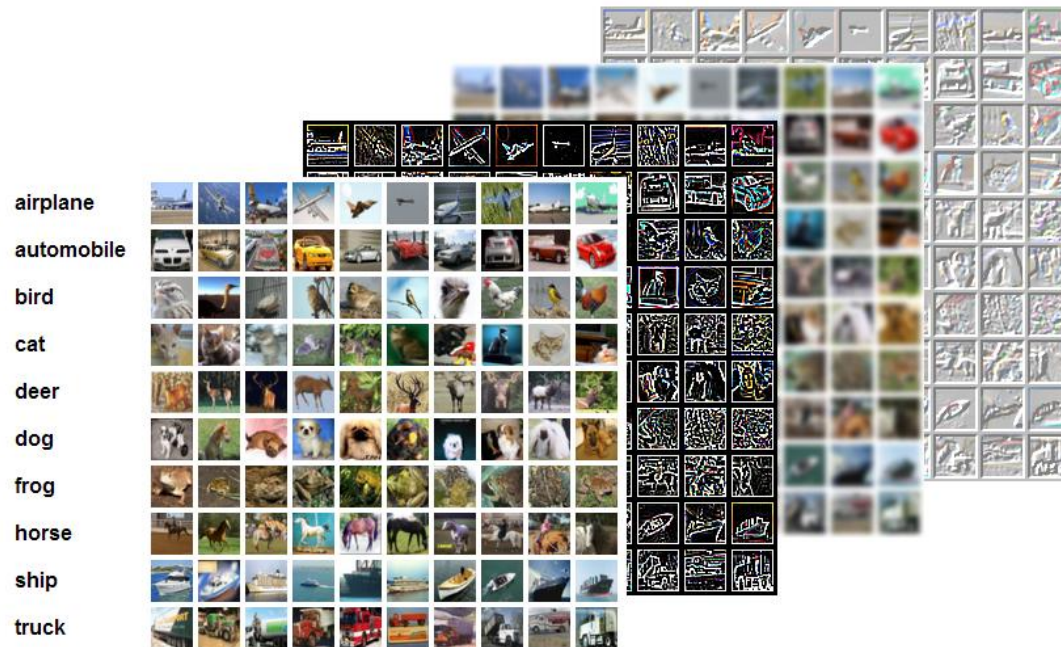 airplane
automobile
bird
cat
deer
dog
frog
horse
ship
truck